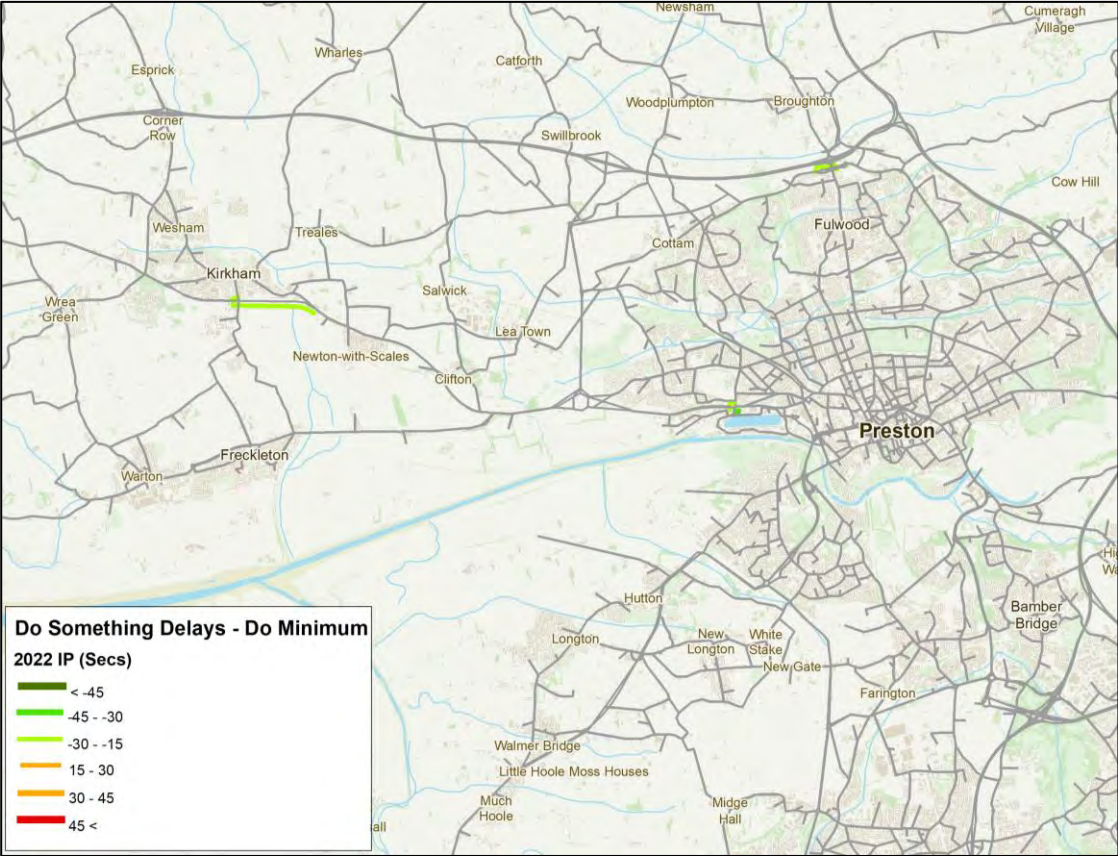 Newsham
Cumeragh
Village
Wharles
Catforth
Esprick
Woodplumpton
Broughton
Corner
Row
Swillbrook
Cow Hill
Wesham
Treales
Fulwood
Cottam
Kirkham
Salwick
Wrea
Green
Lea Town
Newton-with-Scales
Clifton
Preston
Freckleton
Warton
Hutton
Bamber
Bridge
Longton
New
Longton
White
Stake
New Gate
Farington
Walmer Bridge
Little Hoole Moss Houses
Much
Hoole
Midge
Hall
Do Something Delays - Do Minimum
2022 IP (Secs)
< -45
-45 - -30
-30 - -15
15 - 30
30 - 45
45 <